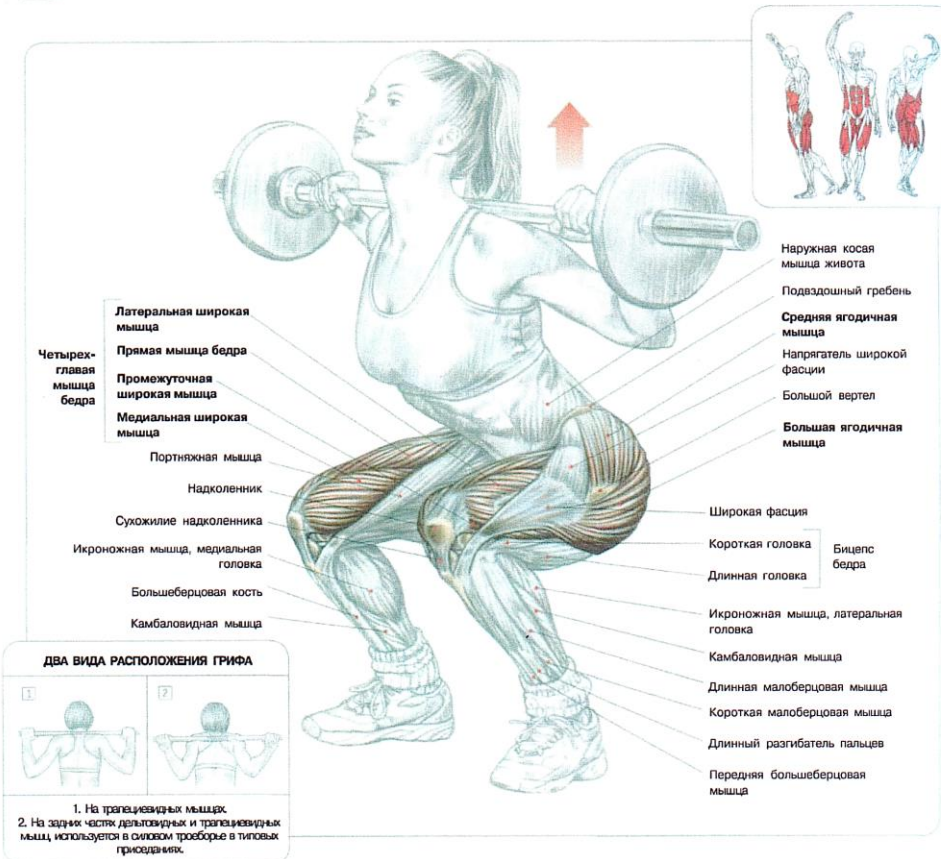 Наружная косая
мышца живота
Подвздошный гребень
Средняя ягодичная
мышца
Напрягатель широкой
фасции
Большой вертел
Большая ягодичная
мышца
Широкая фасция
Короткая головка
Длинная головка
Бицепс
бедра
Икроножная мышца, латеральная
головка
Камбаловидная мышца
Длинная малоберцовая мышца
Короткая малоберцовая мышца
Длинный разгибатель пальцев
Передняя большеберцовая
мышца
Четырех-
главая
мышца
бедра
Латеральная широкая
мышца
Прямая мышца бедра
Промежуточная
широкая мышца
Медиальная широкая
мышца
Портняжная мышца
Надколенник
Сухожилие надколенника
Икроножная мышца, медиальная
головка
Большеберцовая кость
Камбаловидная мышца
ДВА ВИДА РАСПОЛОЖЕНИЯ ГРИФА
1
2
1. На трапециевидных мышцах.
2. На задних частях дельтовидных и трапециевидных
мышц, используется в силовом троеборье в типовых
приседаниях.